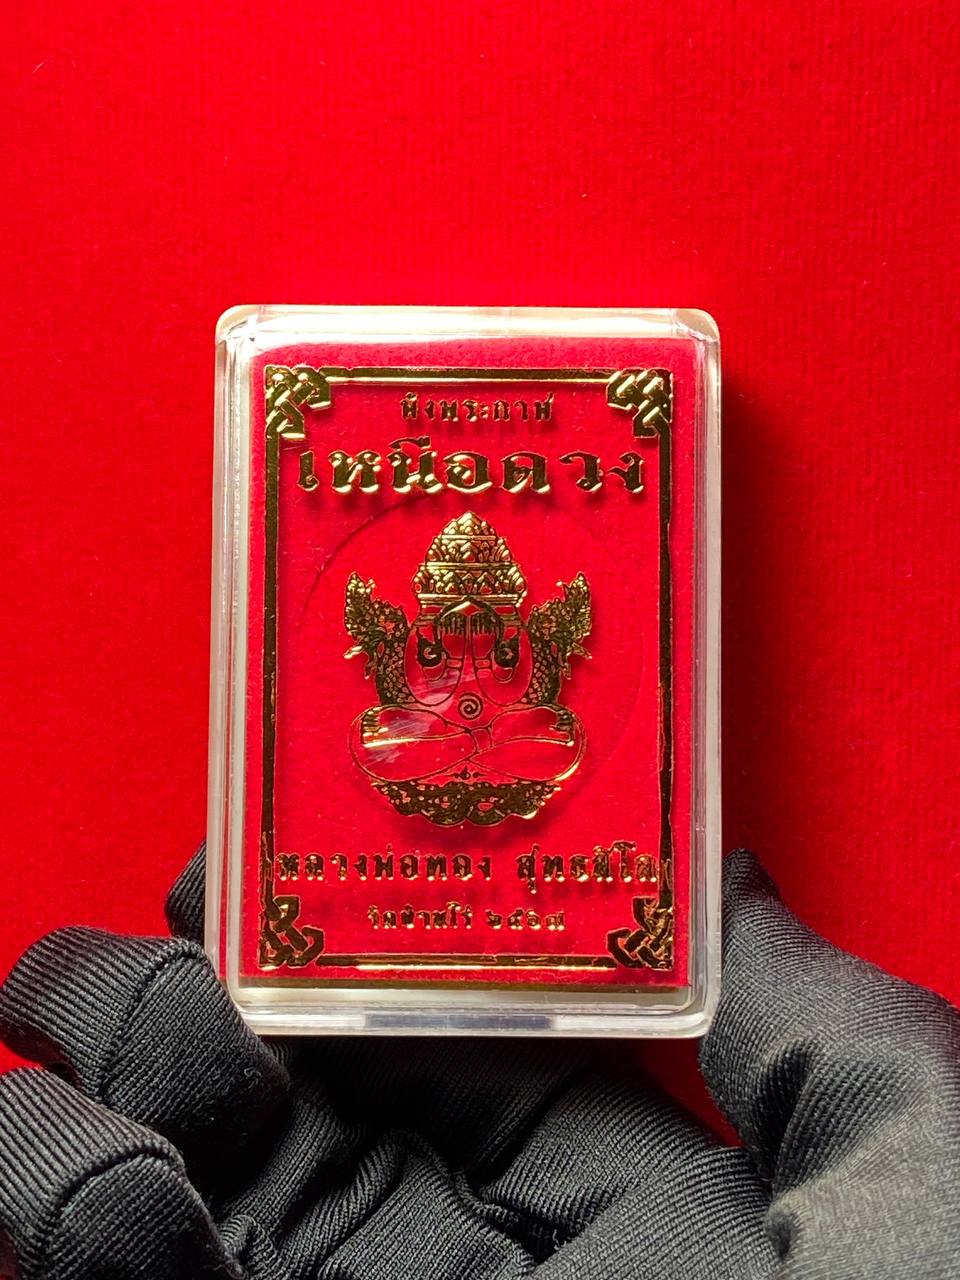 พังพระกาฬ
เหนือดวง
หลวงพ่อทอง สุทธสีโล
วัดบ้านไร่ ๒๕๖๗